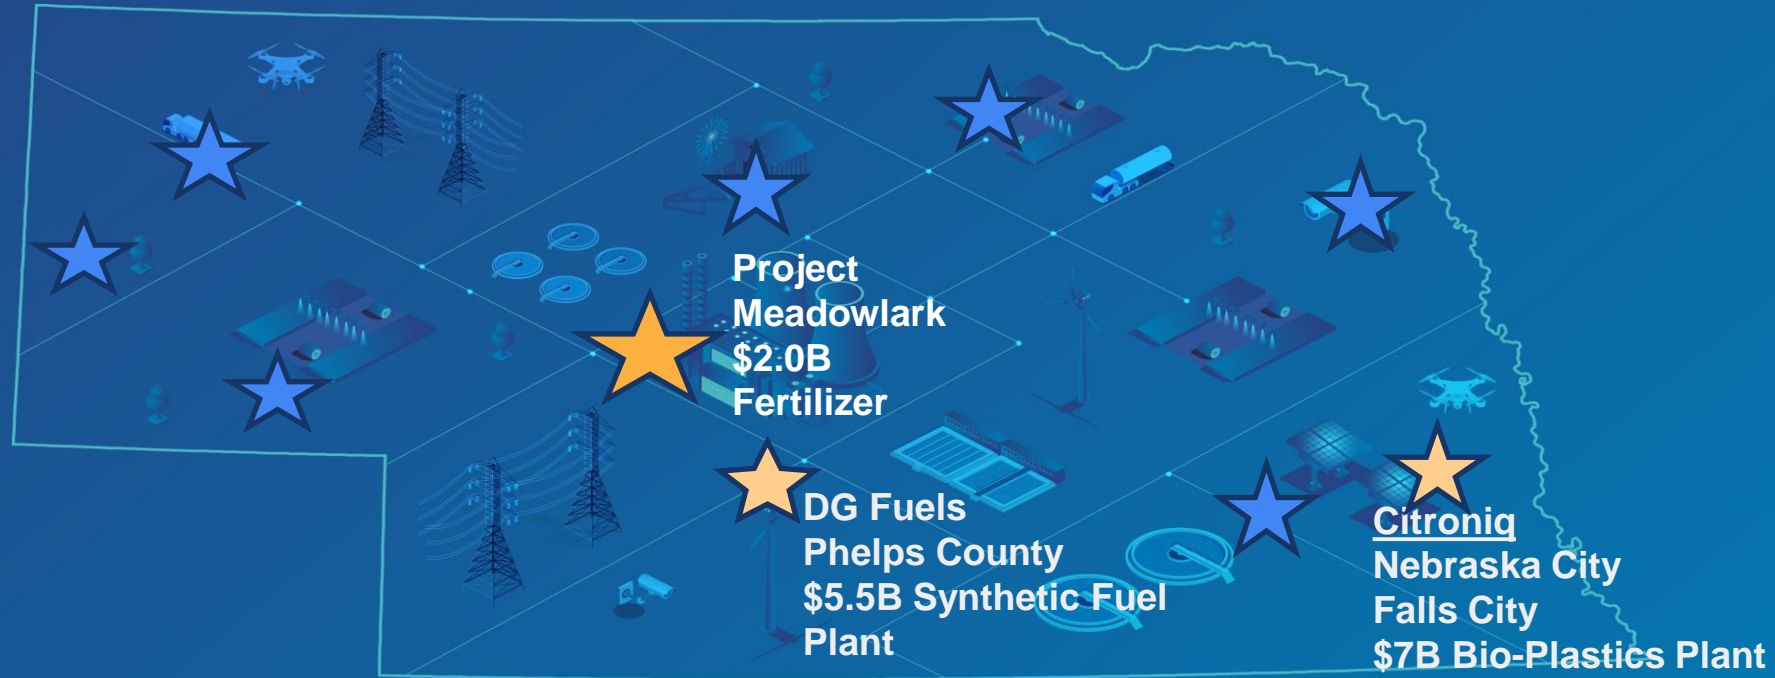 Project
Meadowlark
$2.0B
Fertilizer
DG Fuels
Phelps County
$5.5B Synthetic Fuel
Plant
Citroniq
Nebraska City
Falls City
$7B Bio-Plastics Plant